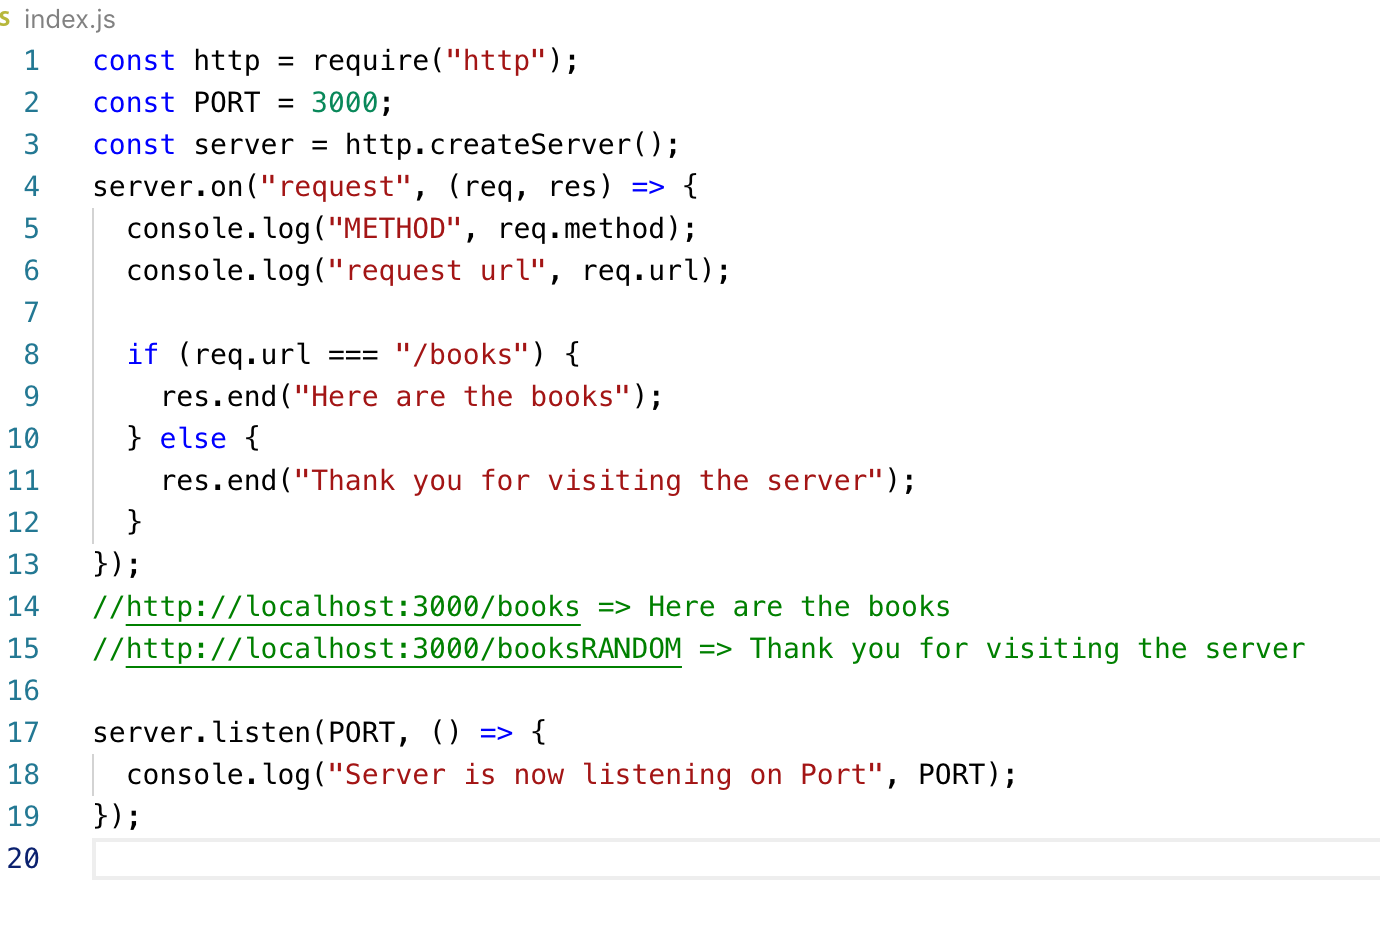 S index.js
1 const http = require("http");
2 const PORT = 3000;
3 const server = http.createServer();
4 server.on("request", (req, res) => {
5   console.log("METHOD", req.method);
6   console.log("request url", req.url);
7
8   if (req.url === "/books") {
9     res.end("Here are the books");
10   } else {
11     res.end("Thank you for visiting the server");
12   }
13 });
14 //http://localhost:3000/books => Here are the books
15 //http://localhost:3000/booksRANDOM => Thank you for visiting the server
16
17 server.listen(PORT, () => {
18   console.log("Server is now listening on Port", PORT);
19 });
20